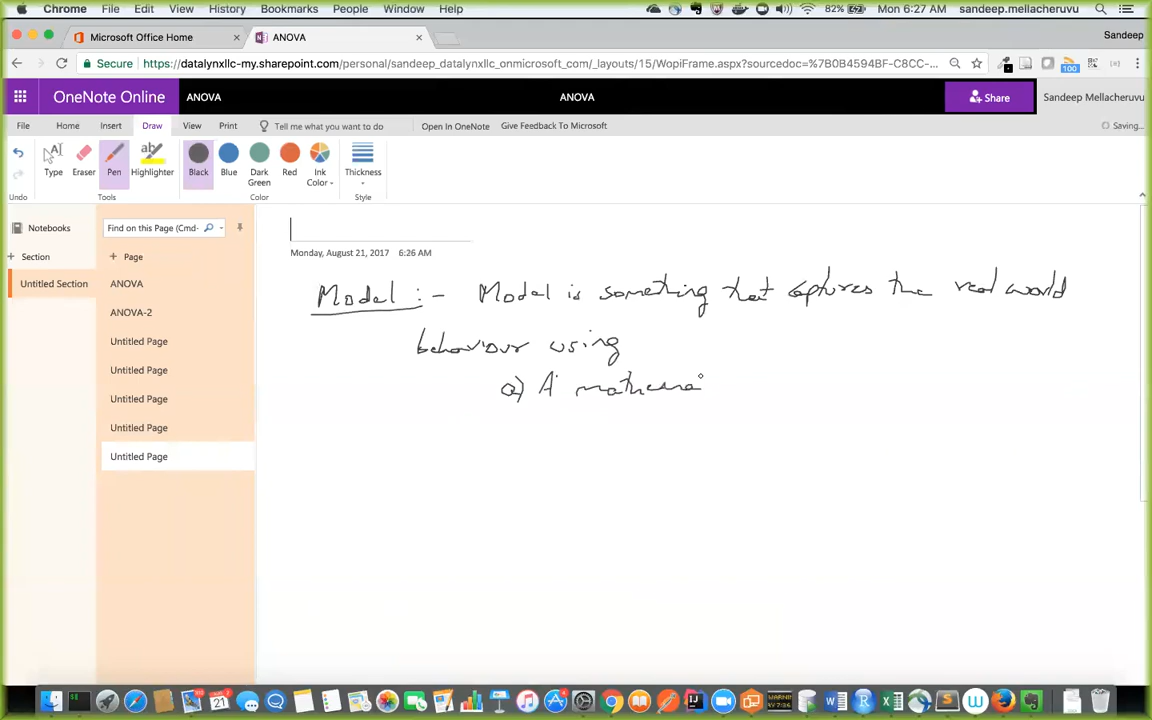 Chrome File Edit View History Bookmarks People Window Help 82% Mon 6:27 AM sandeep.mellacheruvu
Microsoft Office Home × ANOVA × Sandeep
Secure https://datalynxllc-my.sharepoint.com/personal/sandeep_datalynxllc_onmicrosoft_com/_layouts/15/WopiFrame.aspx?sourcedoc=%7B0B4594BF-C8CC-... 100
OneNote Online ANOVA ANOVA Share Sandeep Mellacheruvu
File Home Insert Draw View Print Tell me what you want to do Open In OneNote Give Feedback To Microsoft Saving...
Type Eraser Pen Highlighter Black Blue Dark Green Red Ink Color Thickness
Undo Tools Color Style
Notebooks Find on this Page (Cmd-
Section
Page
Untitled Section
ANOVA
ANOVA-2
Untitled Page
Untitled Page
Untitled Page
Untitled Page
Untitled Page
Monday, August 21, 2017 6:26 AM
Model :- Model is something that captures the real world
behaviour using
a) A mathema